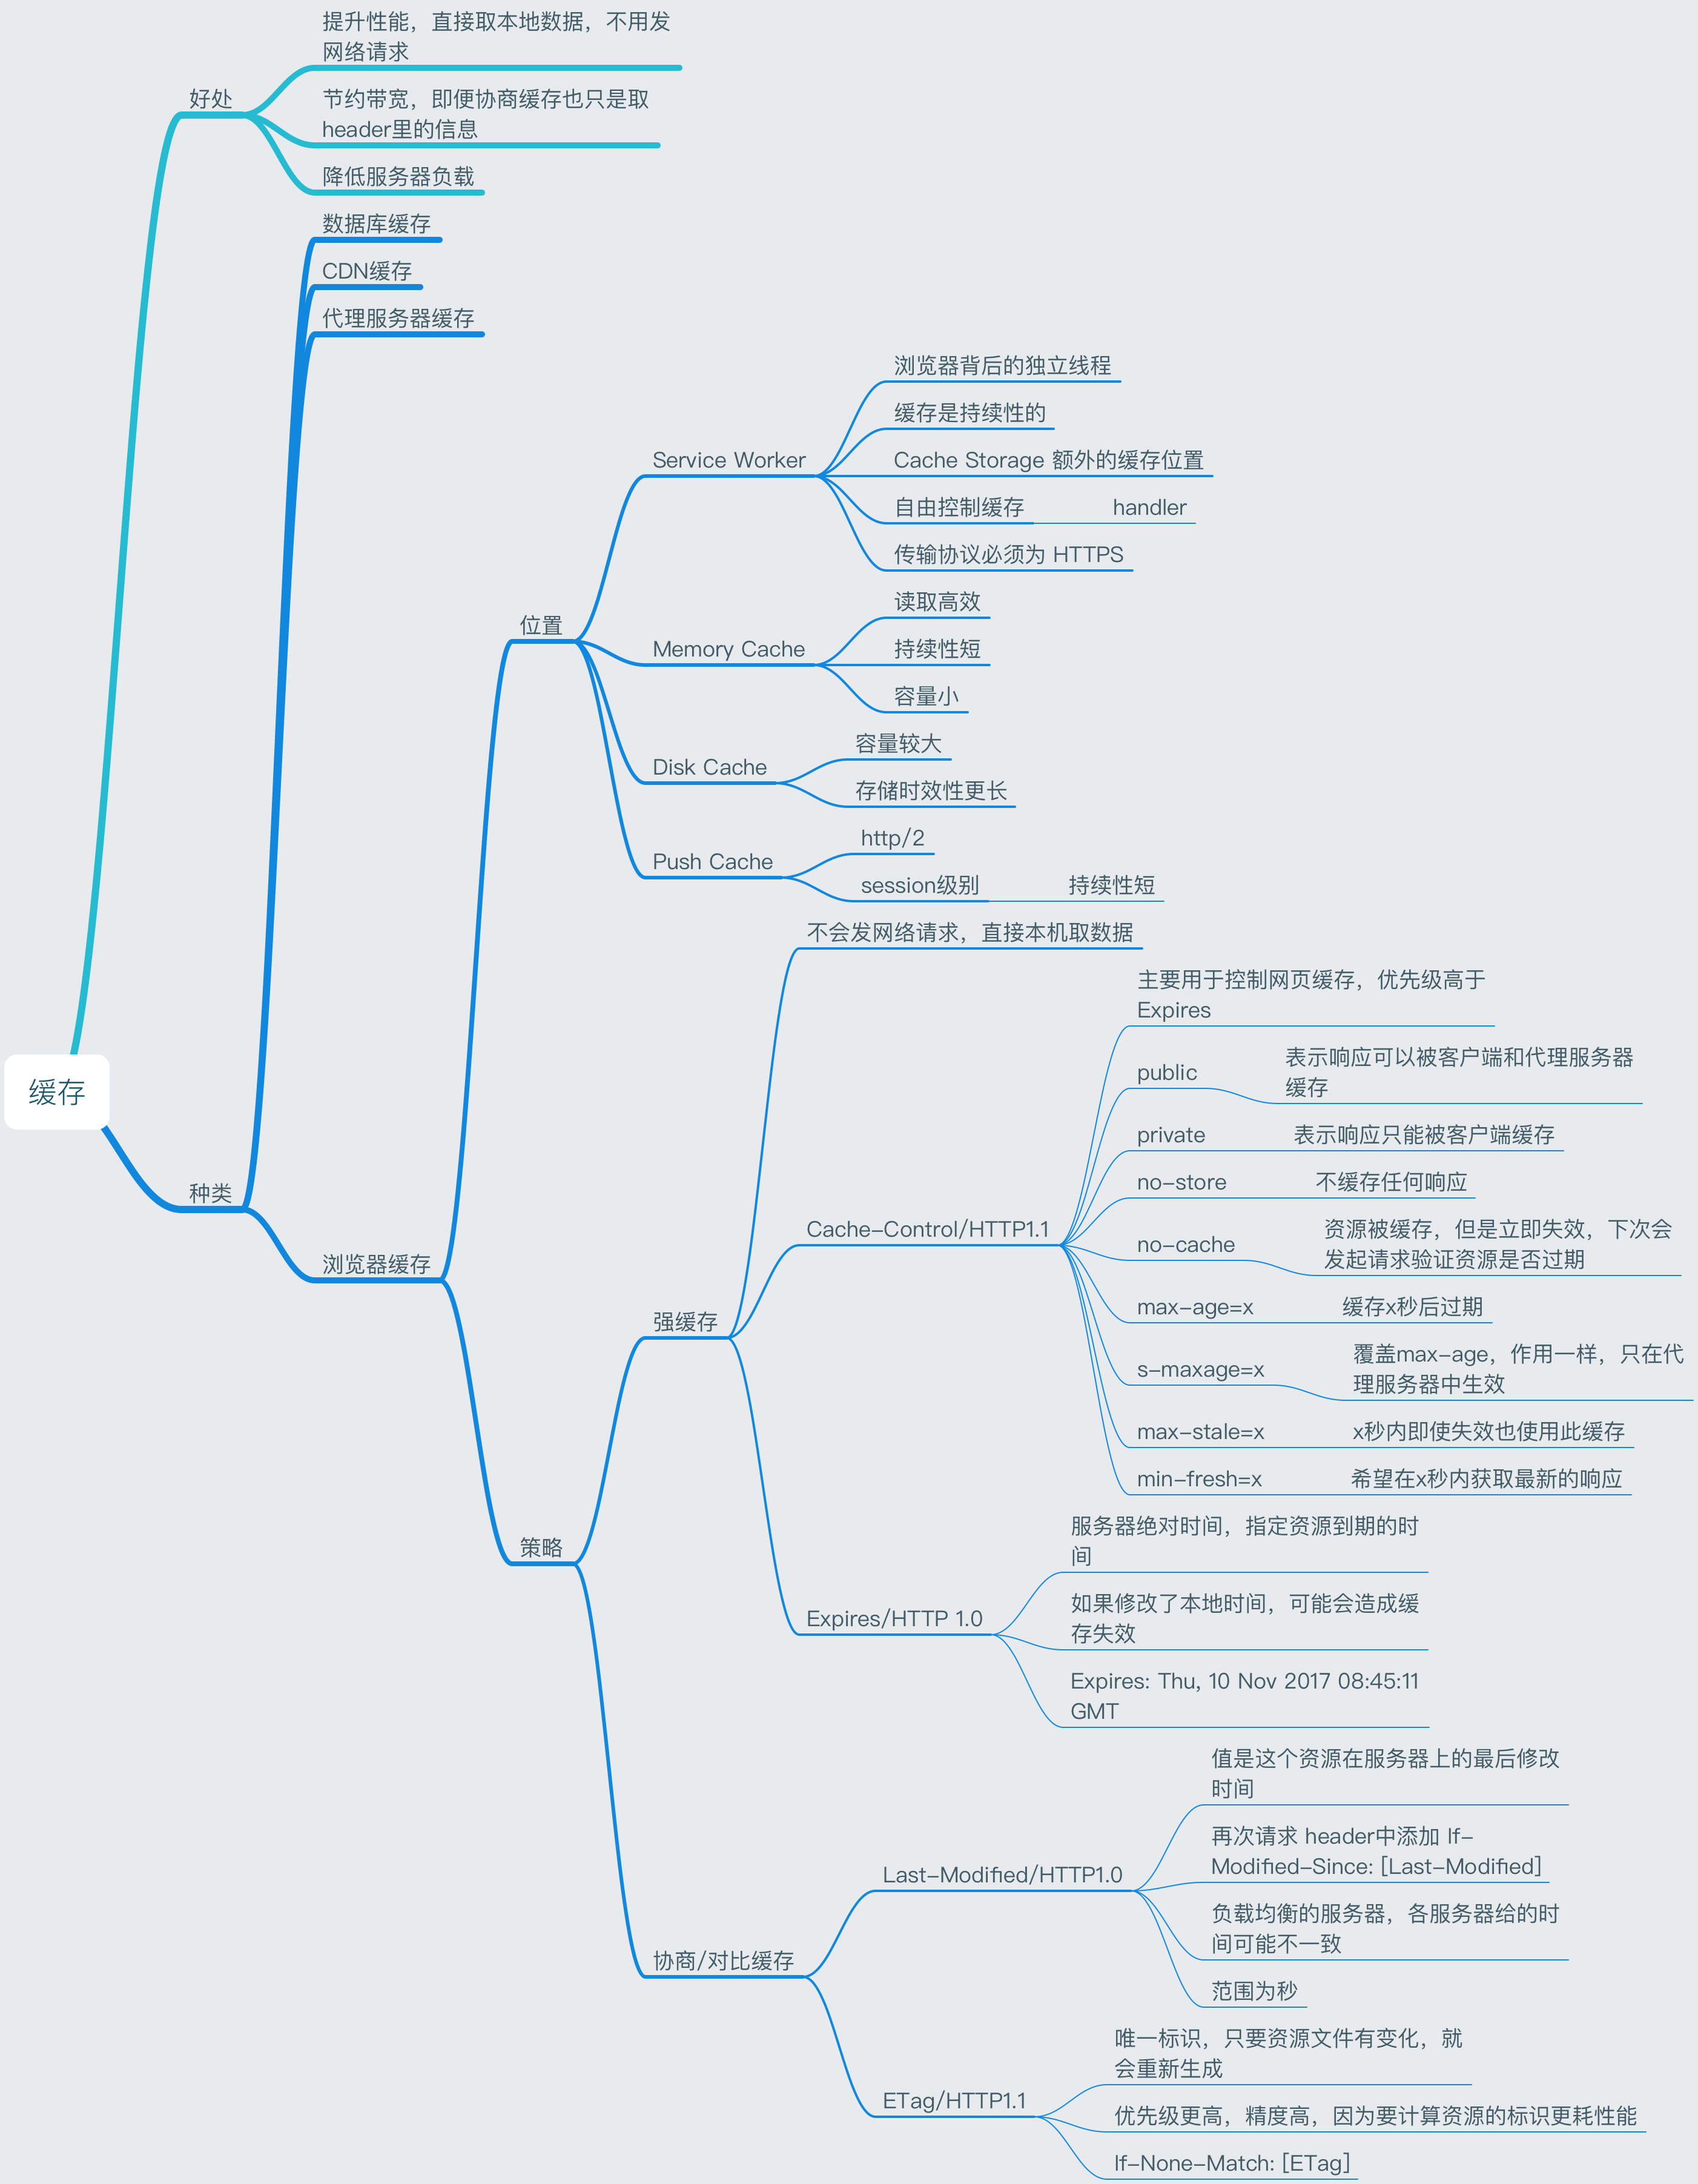 提升性能，直接取本地数据，不用发
网络请求
好处
节约带宽，即便协商缓存也只是取
header里的信息
降低服务器负载
数据库缓存
CDN缓存
代理服务器缓存
浏览器背后的独立线程
缓存是持续性的
Service Worker
Cache Storage 额外的缓存位置
自由控制缓存
handler
传输协议必须为 HTTPS
位置
读取高效
Memory Cache
持续性短
容量小
容量较大
Disk Cache
存储时效性更长
http/2
Push Cache
session级别
持续性短
不会发网络请求，直接本机取数据
主要用于控制网页缓存，优先级高于
Expires
缓存
public
表示响应可以被客户端和代理服务器
缓存
private
表示响应只能被客户端缓存
种类
no-store
不缓存任何响应
Cache-Control/HTTP1.1
no-cache
资源被缓存，但是立即失效，下次会
发起请求验证资源是否过期
浏览器缓存
max-age=x
缓存x秒后过期
强缓存
s-maxage=x
覆盖max-age，作用一样，只在代
理服务器中生效
max-stale=x
x秒内即使失效也使用此缓存
min-fresh=x
希望在x秒内获取最新的响应
策略
服务器绝对时间，指定资源到期的时
间
Expires/HTTP 1.0
如果修改了本地时间，可能会造成缓
存失效
Expires: Thu, 10 Nov 2017 08:45:11
GMT
值是这个资源在服务器上的最后修改
时间
再次请求 header中添加 If-
Modified-Since: [Last-Modified]
Last-Modified/HTTP1.0
负载均衡的服务器，各服务器给的时
间可能不一致
协商/对比缓存
范围为秒
唯一标识，只要资源文件有变化，就
会重新生成
ETag/HTTP1.1
优先级更高，精度高，因为要计算资源的标识更耗性能
If-None-Match: [ETag]